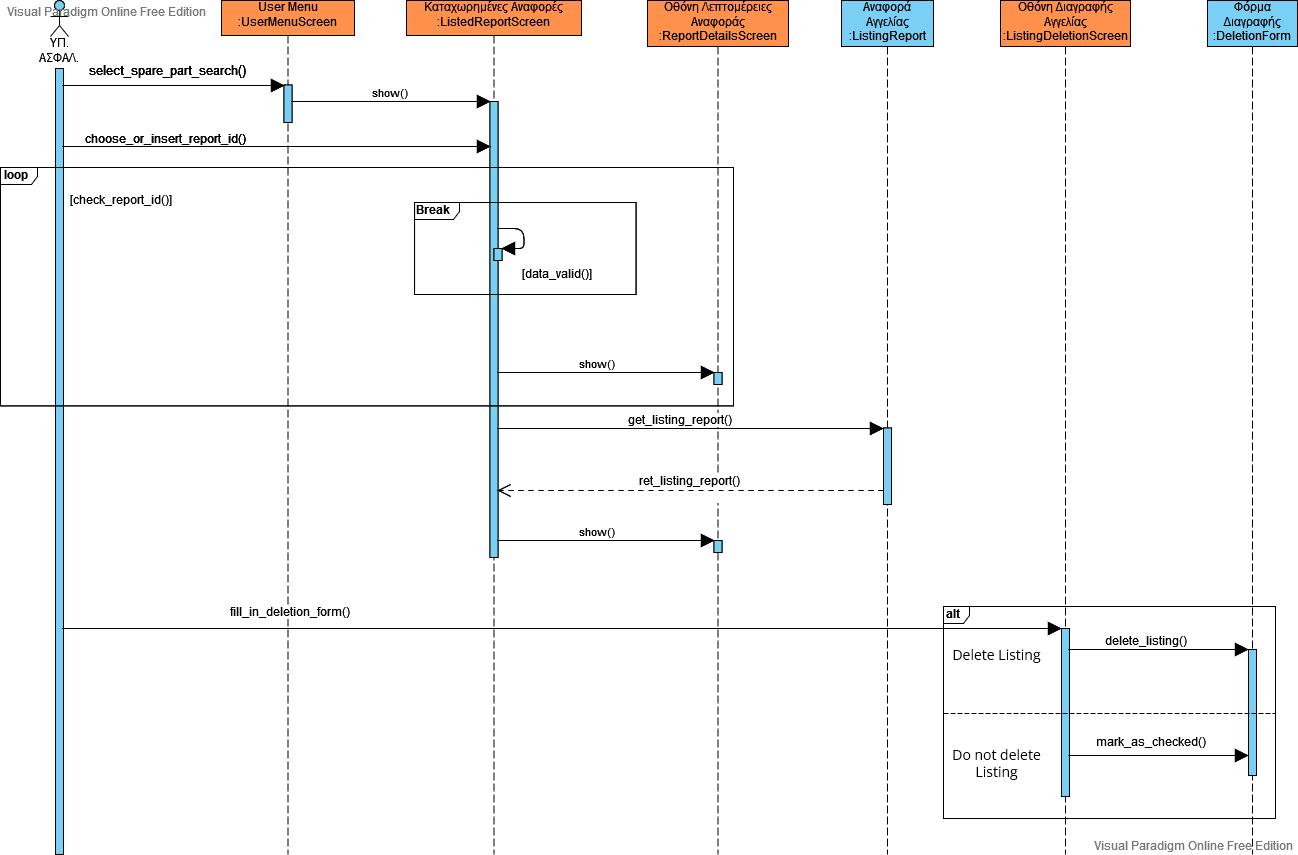 Visual Paradigm Online Free Edition
ΥΠ.
ΑΣΦΑΛ.
User Menu
:UserMenuScreen
Καταχωρημένες Αναφορές
:ListedReportScreen
Οθόνη Λεπτομέρειες
Αναφοράς
:ReportDetailsScreen
Αναφορά
Αγγελίας
:ListingReport
Οθόνη Διαγραφής
Αγγελίας
:ListingDeletionScreen
Φόρμα
Διαγραφής
:DeletionForm
select_spare_part_search()
show()
choose_or_insert_report_id()
loop
[check_report_id()]
Break
[data_valid()]
show()
get_listing_report()
ret_listing_report()
show()
fill_in_deletion_form()
alt
delete_listing()
Delete Listing
mark_as_checked()
Do not delete
Listing
Visual Paradigm Online Free Edition